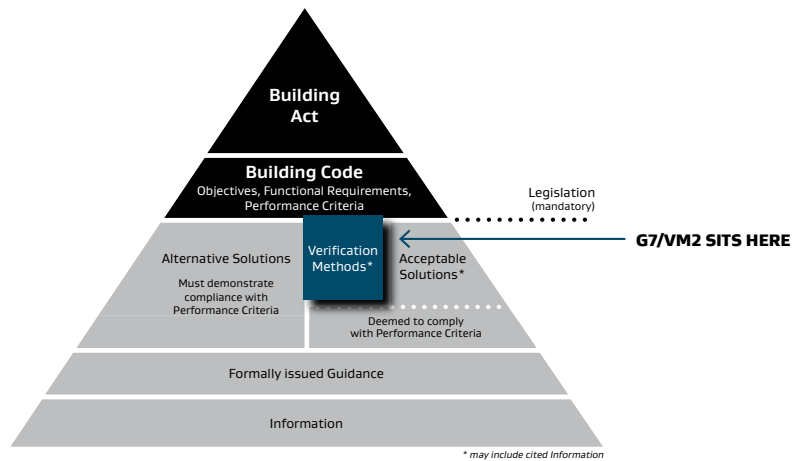 Building
Act
Building Code
Objectives, Functional Requirements,
Performance Criteria
Legislation
(mandatory)
G7/VM2 SITS HERE
Alternative Solutions
Must demonstrate
compliance with
Performance Criteria
Verification
Methods*
Acceptable
Solutions*
Deemed to comply
with Performance Criteria
Formally issued Guidance
Information
* may include cited Information